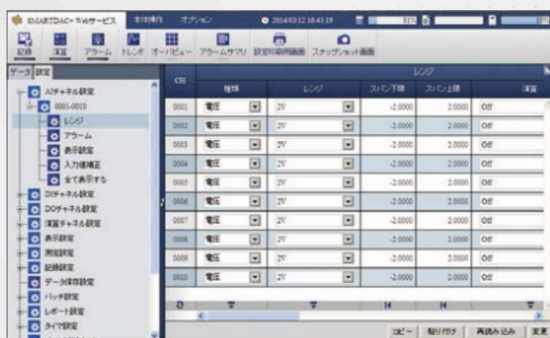 SMARTDAC+ Webサービス 本体操作 オプション 2014/03/12 16:43:19 81%
記録 演算 アラーム トレンド オーバビュー アラームサマリ 設定印刷用画面 スナップショット画面
データ 設定
AIチャネル設定
0001-0010
レンジ
アラーム
表示設定
入力値補正
全て表示する
DIチャネル設定
DOチャネル設定
演算チャネル設定
表示設定
測定設定
記録設定
データ保存設定
バッチ設定
レポート設定
タイマ設定
CH レンジ
種類 レンジ スパン下限 スパン上限 演算
0001 電圧 2V -2.0000 2.0000 Off
0002 電圧 2V -2.0000 2.0000 Off
0003 電圧 2V -2.0000 2.0000 Off
0004 電圧 2V -2.0000 2.0000 Off
0005 電圧 2V -2.0000 2.0000 Off
0006 電圧 2V -2.0000 2.0000 Off
0007 電圧 2V -2.0000 2.0000 Off
0008 電圧 2V -2.0000 2.0000 Off
0009 電圧 2V -2.0000 2.0000 Off
0010 電圧 2V -2.0000 2.0000 Off
コピー 貼り付け 再読み込み 変更